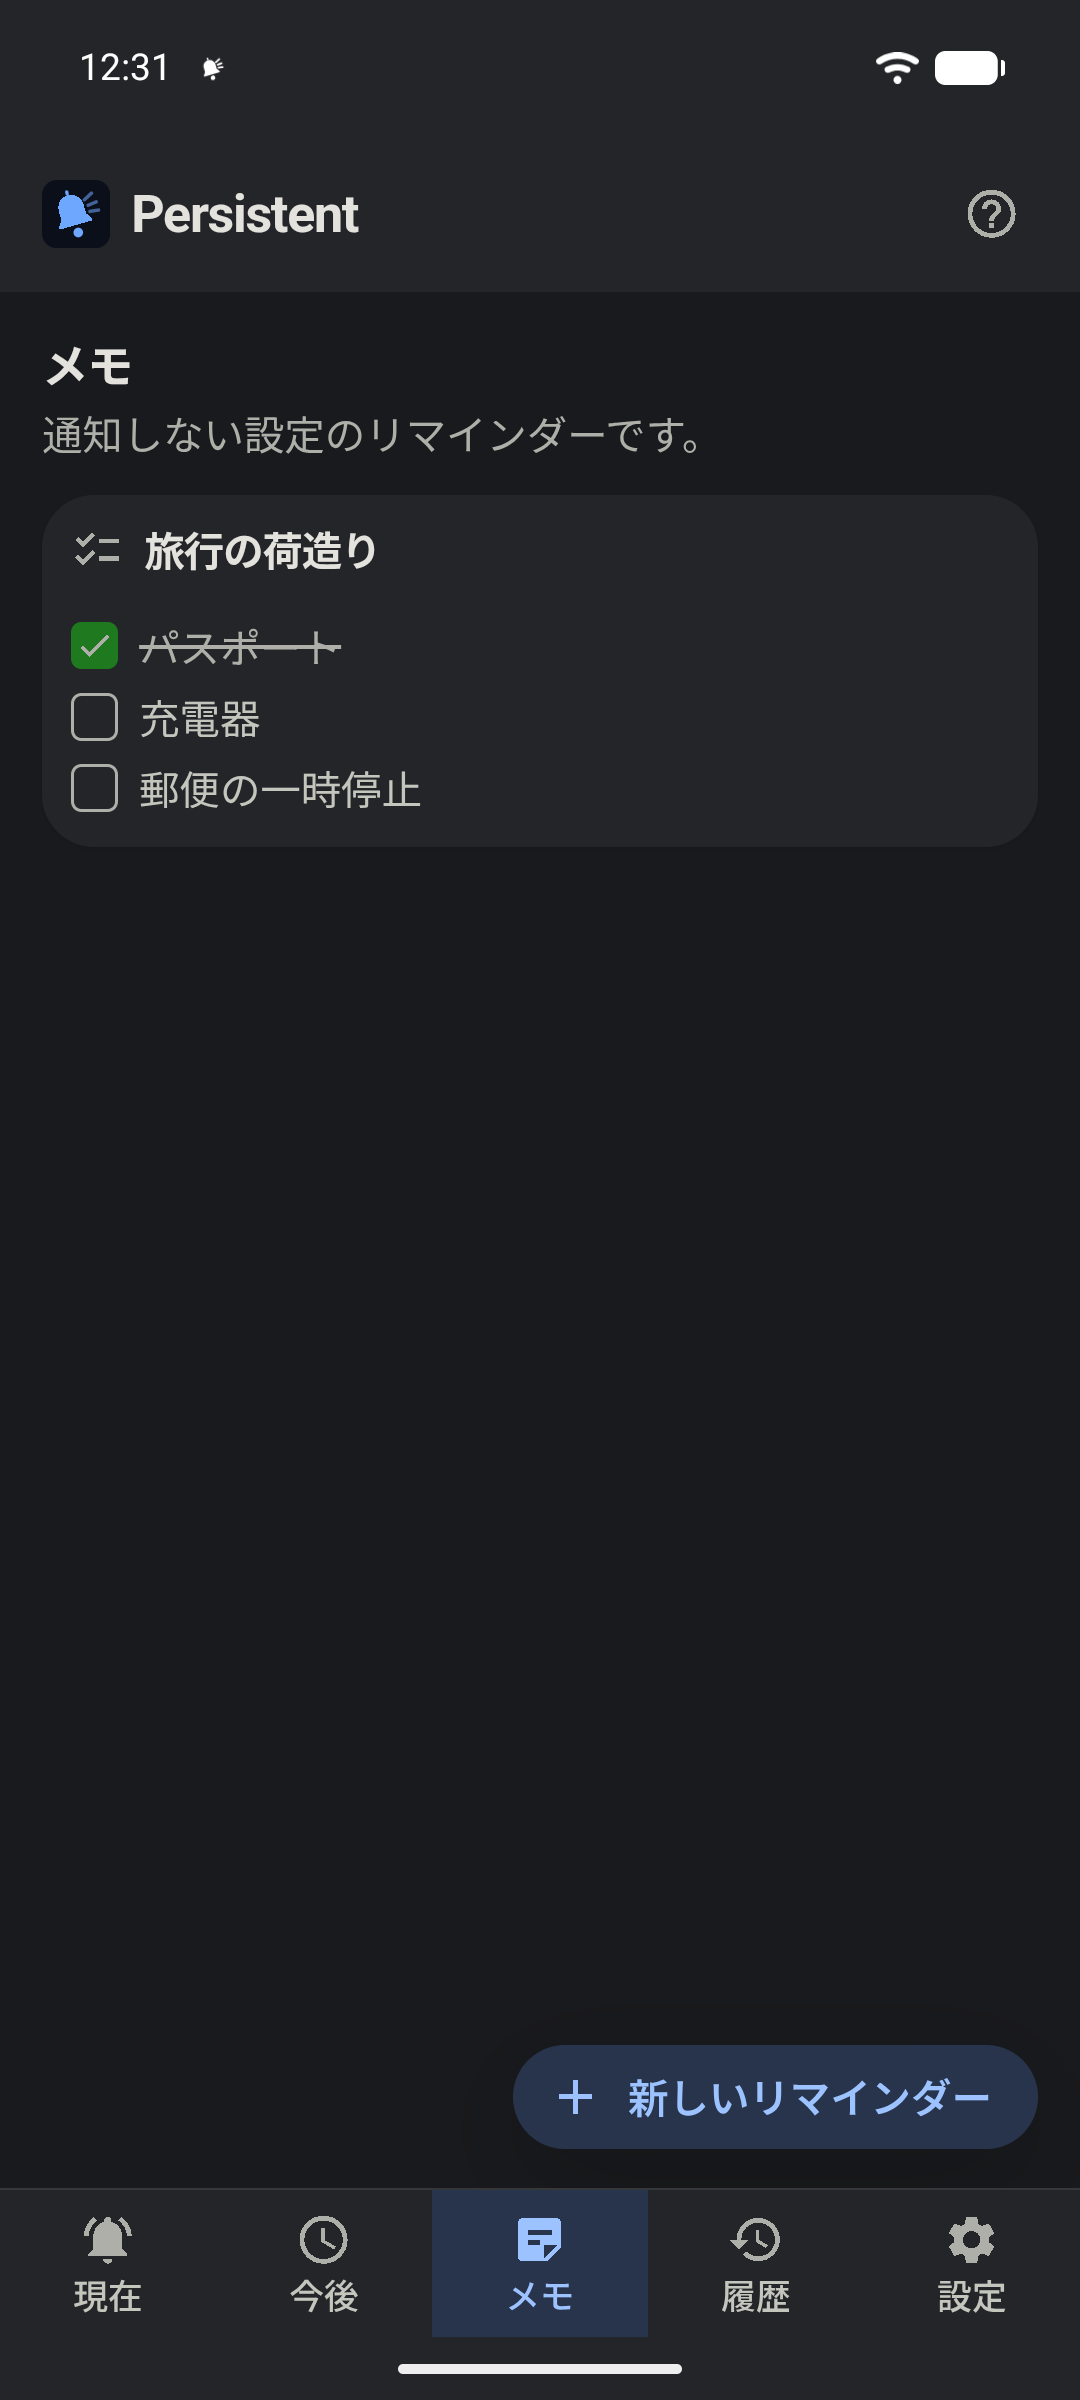 12:31
Persistent
メモ
通知しない設定のリマインダーです。
旅行の荷造り
パスポート
充電器
郵便の一時停止
新しいリマインダー
現在
今後
メモ
履歴
設定